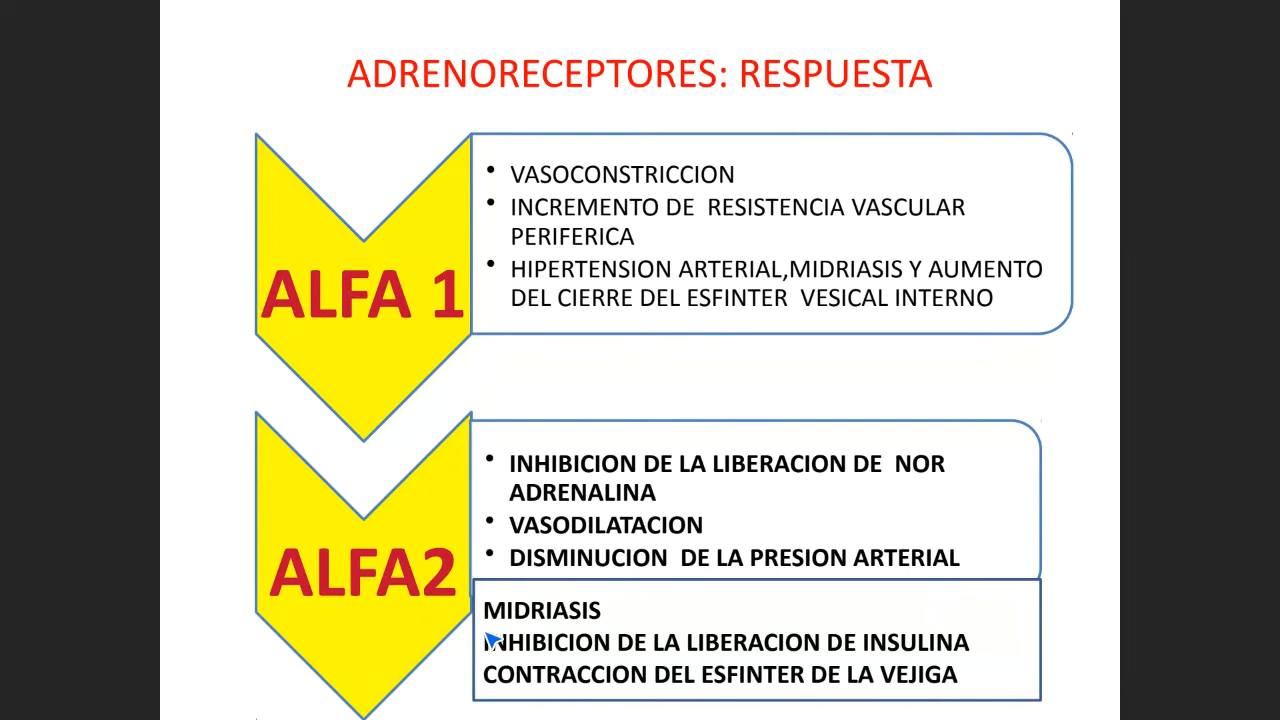 ADRENORECEPTORES: RESPUESTA
ALFA 1
• VASOCONSTRICCION
• INCREMENTO DE RESISTENCIA VASCULAR
PERIFERICA
• HIPERTENSION ARTERIAL,MIDRIASIS Y AUMENTO
DEL CIERRE DEL ESFINTER VESICAL INTERNO
ALFA2
• INHIBICION DE LA LIBERACION DE NOR
ADRENALINA
• VASODILATACION
• DISMINUCION DE LA PRESION ARTERIAL
MIDRIASIS
INHIBICION DE LA LIBERACION DE INSULINA
CONTRACCION DEL ESFINTER DE LA VEJIGA